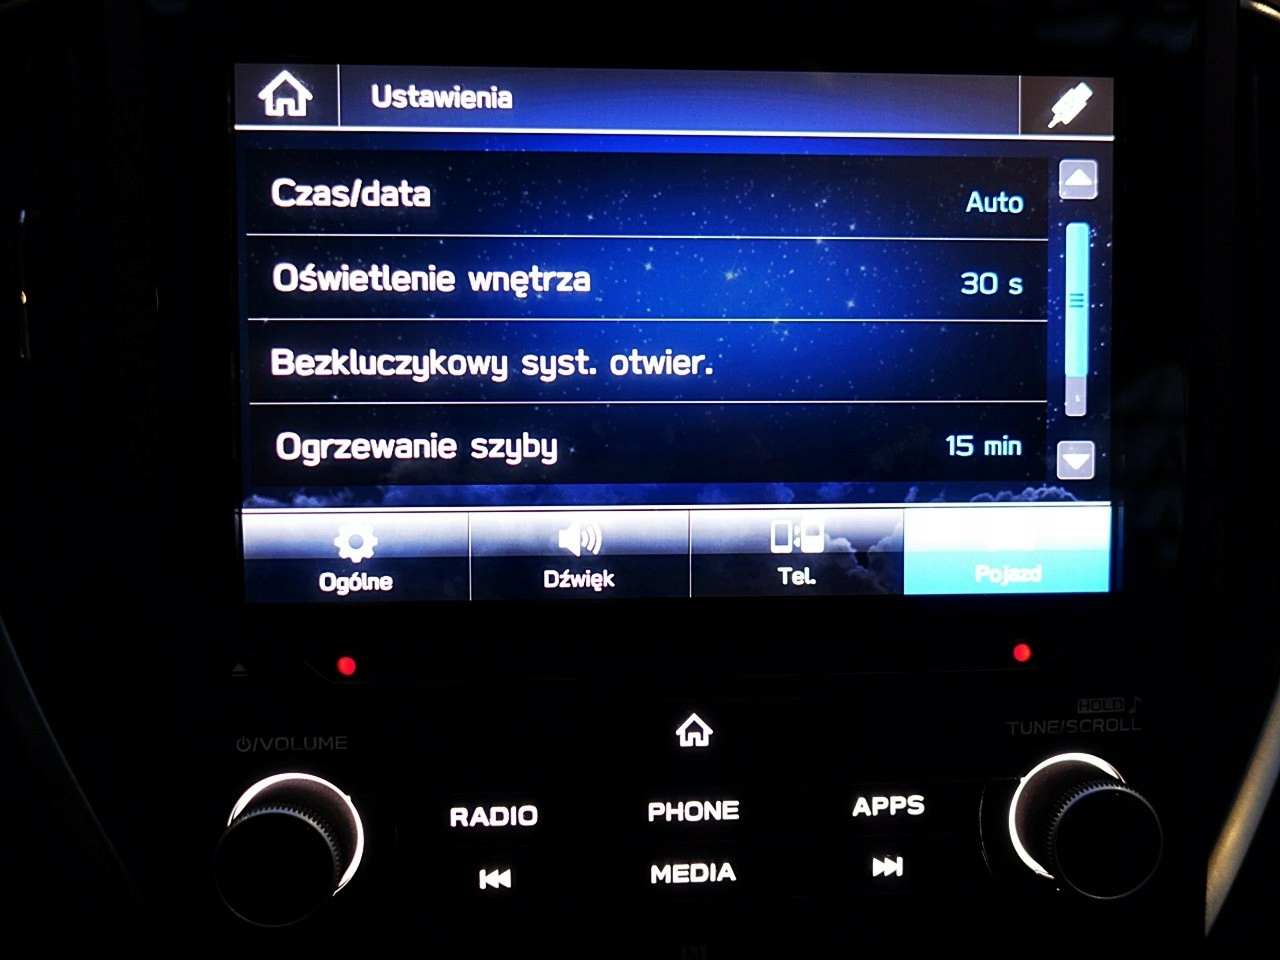 Ustawienia
Czas/data Auto
Oświetlenie wnętrza 30 s
Bezkluczykowy syst. otwier.
Ogrzewanie szyby 15 min
Ogólne Dźwięk Tel. Pojazd
HOLD
/VOLUME TUNE/SCROLL
RADIO PHONE APPS
MEDIA